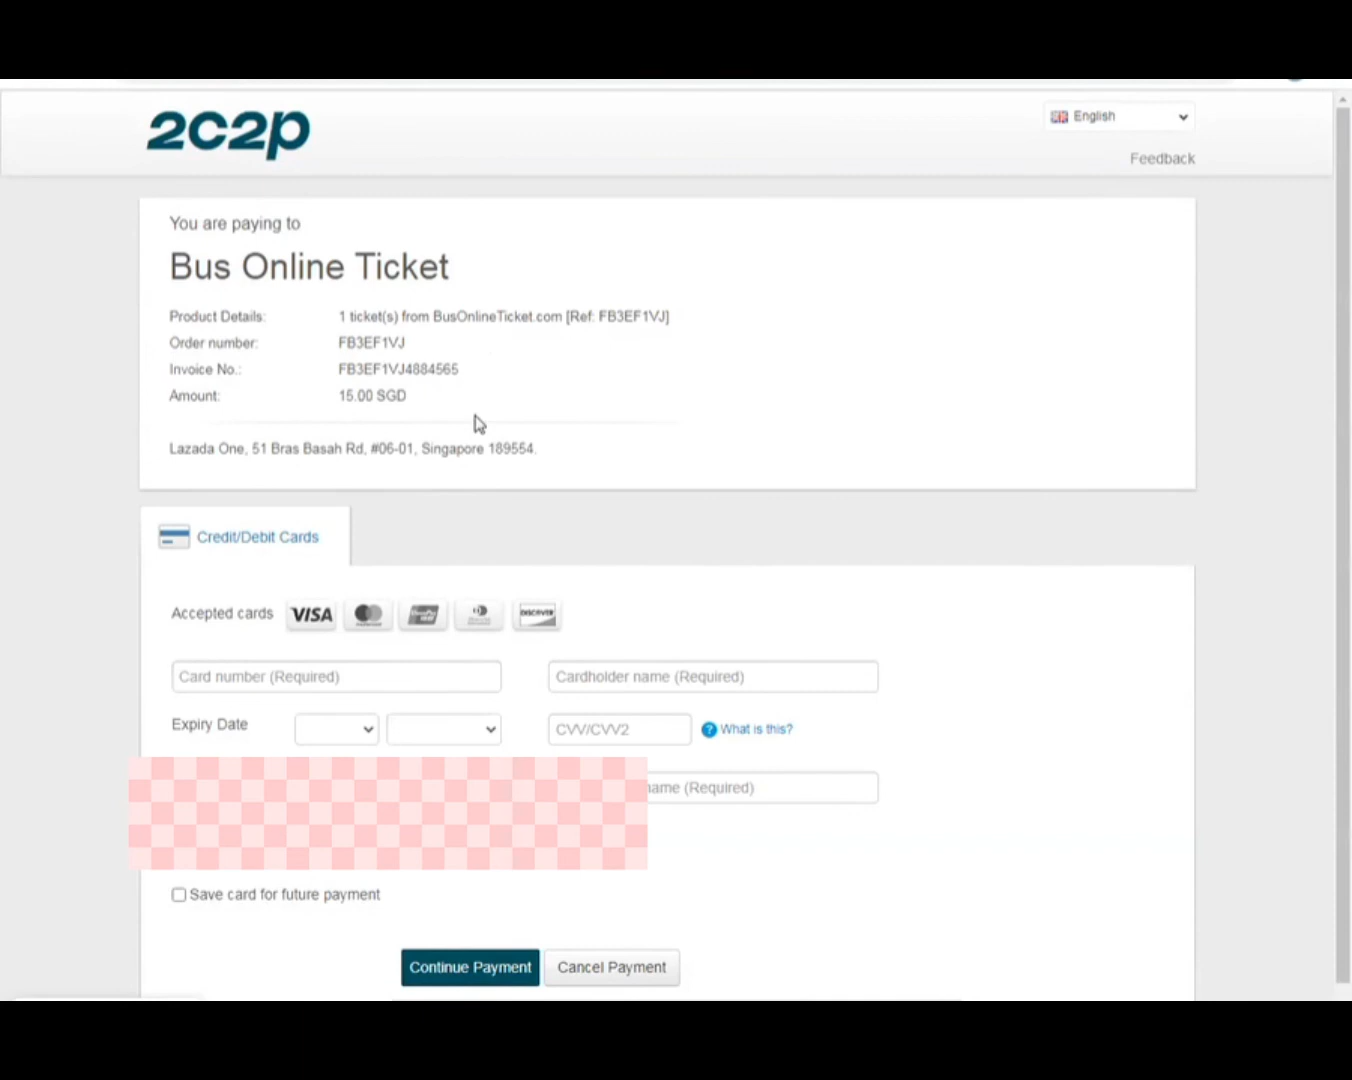 2c2p
English
Feedback
You are paying to
Bus Online Ticket
Product Details: 1 ticket(s) from BusOnlineTicket.com [Ref: FB3EF1VJ]
Order number: FB3EF1VJ
Invoice No.: FB3EF1VJ4884565
Amount: 15.00 SGD
Lazada One, 51 Bras Basah Rd, #06-01, Singapore 189554.
Credit/Debit Cards
Accepted cards VISA DISCOVER
Card number (Required) Cardholder name (Required)
Expiry Date CVV/CVV2 ? What is this?
(Required)
Save card for future payment
Continue Payment Cancel Payment